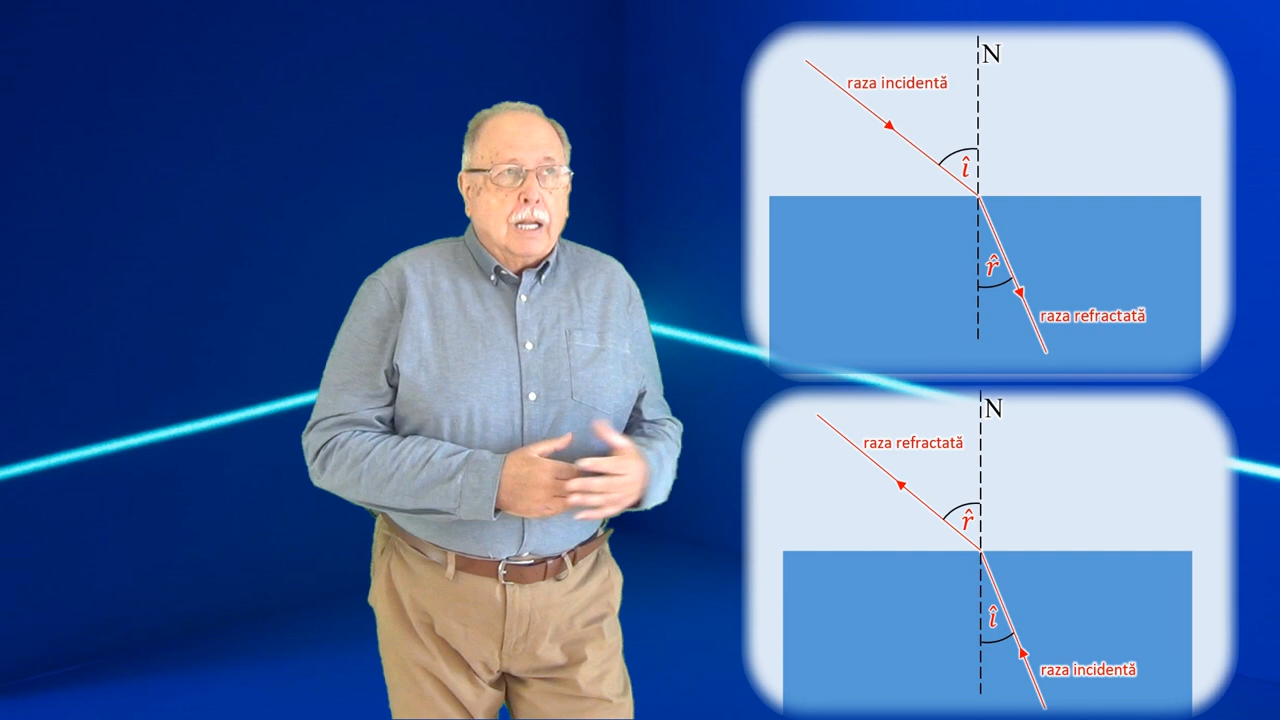 N
raza incidentă
î
r̂
raza refractată
N
raza refractată
r̂
î
raza incidentă